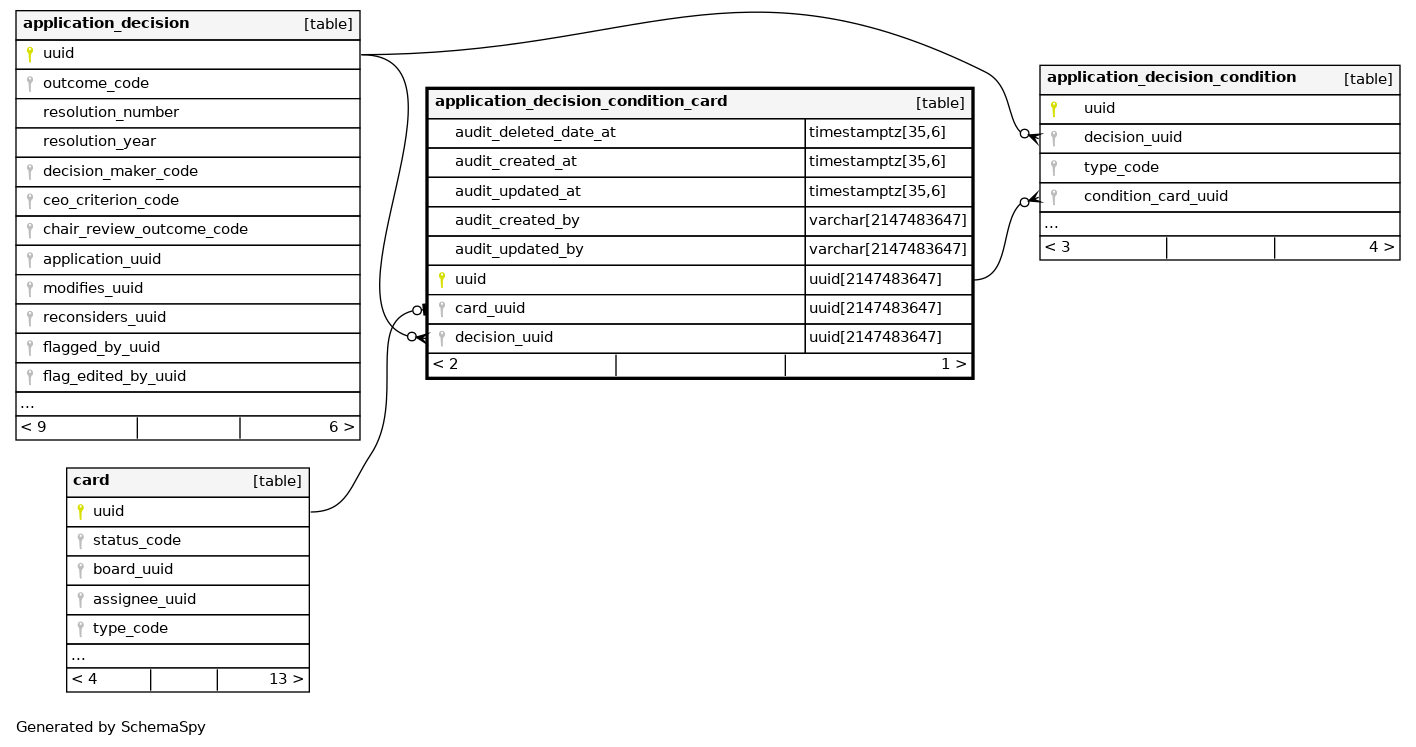 application_decision [table]
uuid
outcome_code
resolution_number
resolution_year
decision_maker_code
ceo_criterion_code
chair_review_outcome_code
application_uuid
modifies_uuid
reconsiders_uuid
flagged_by_uuid
flag_edited_by_uuid
...
< 9 6 >
application_decision_condition_card [table]
audit_deleted_date_at timestamptz[35,6]
audit_created_at timestamptz[35,6]
audit_updated_at timestamptz[35,6]
audit_created_by varchar[2147483647]
audit_updated_by varchar[2147483647]
uuid uuid[2147483647]
card_uuid uuid[2147483647]
decision_uuid uuid[2147483647]
< 2 1 >
application_decision_condition [table]
uuid
decision_uuid
type_code
condition_card_uuid
...
< 3 4 >
card [table]
uuid
status_code
board_uuid
assignee_uuid
type_code
...
< 4 13 >
Generated by SchemaSpy